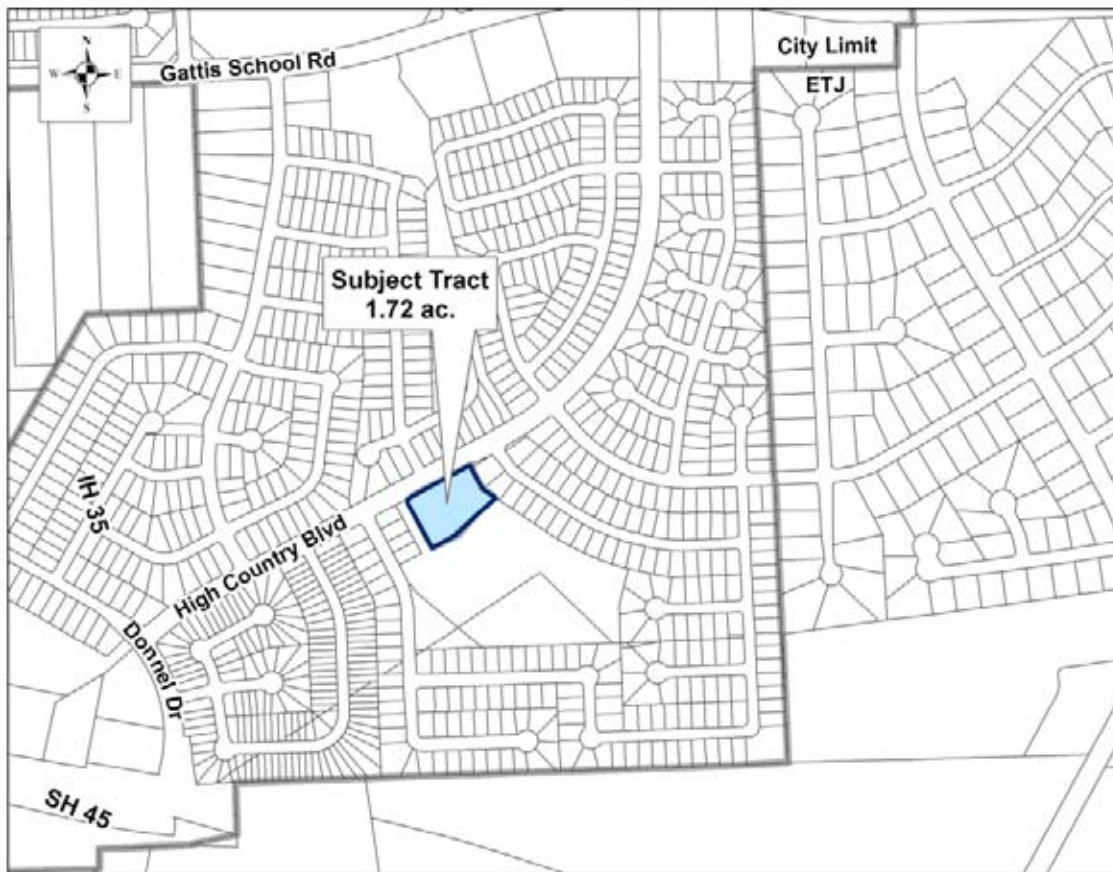 N
W E
S
Gattis School Rd
City Limit
ETJ
Subject Tract
1.72 ac.
IH 35
High Country Blvd
Donnel Dr
SH 45